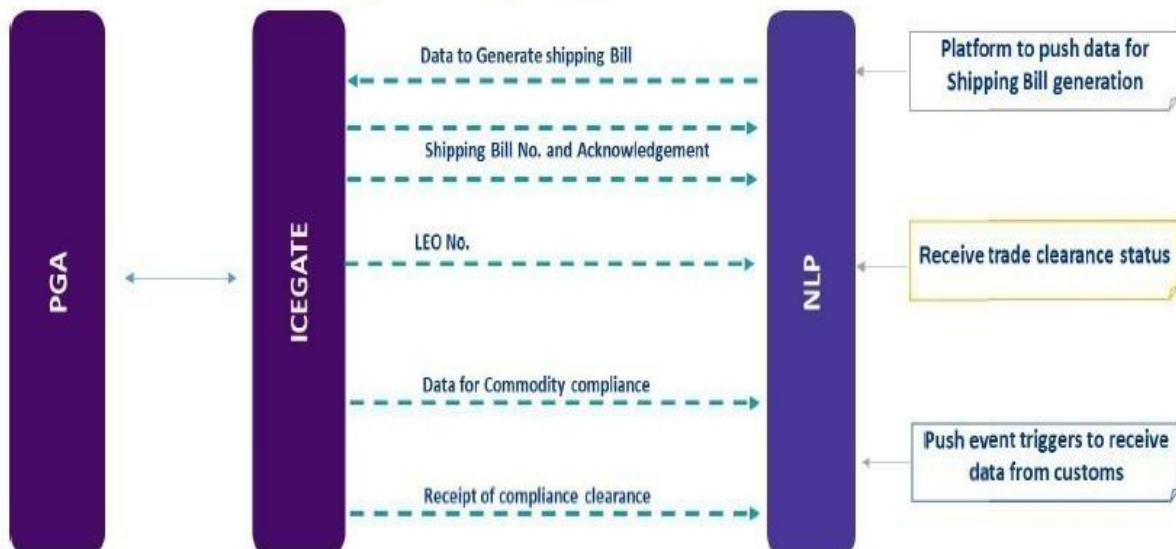 PGA
ICEGATE
NLP
Data to Generate shipping Bill
Shipping Bill No. and Acknowledgement
LEO No.
Data for Commodity compliance
Receipt of compliance clearance
Platform to push data for
Shipping Bill generation
Receive trade clearance status
Push event triggers to receive
data from customs